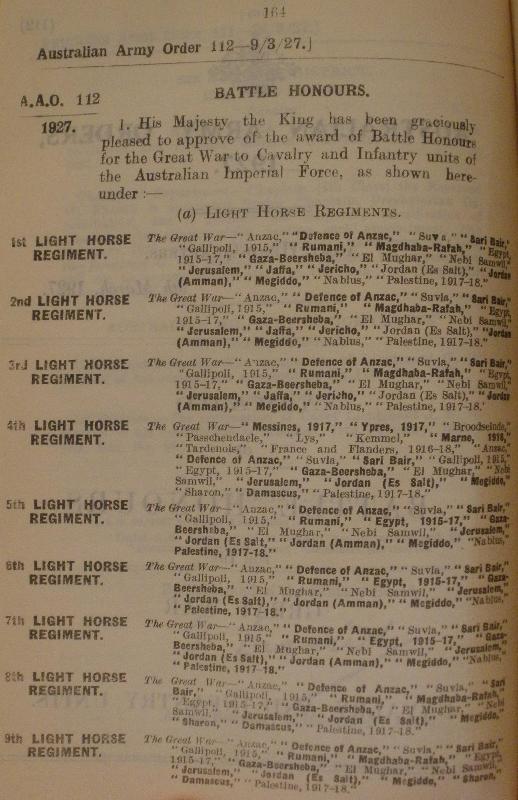 164
Australian Army Order 112—9/3/27.]
A.A.O. 112
1927.
BATTLE HONOURS.
1. His Majesty the King has been graciously
pleased to approve of the award of Battle Honours
for the Great War to Cavalry and Infantry units of
the Australian Imperial Force, as shown here-
under:—
(a) LIGHT HORSE REGIMENTS.
1st LIGHT HORSE
REGIMENT.
The Great War—"Anzac," "Defence of Anzac," "Suvla" "Sari Bair,"
"Gallipoli, 1915," "Rumani," "Magdhaba-Rafah," "Egypt,
1915-17," "Gaza-Beersheba," "El Mughar," "Nebi Samwil,"
"Jerusalem," "Jaffa," "Jericho," "Jordan (Es Salt)," "Jordan
(Amman)," "Megiddo," "Nablus," "Palestine, 1917-18."
2nd LIGHT HORSE
REGIMENT.
The Great War—"Anzac," "Defence of Anzac," "Suvla," "Sari Bair,"
"Gallipoli, 1915," "Rumani," "Magdhaba-Rafah," "Egypt,
1915-17," "Gaza-Beersheba," "El Mughar," "Nebi Samwil,"
"Jerusalem," "Jaffa," "Jericho," "Jordan (Es Salt)," "Jordan
(Amman)," "Megiddo," "Nablus," "Palestine, 1917-18."
3rd LIGHT HORSE
REGIMENT.
The Great War—"Anzac," "Defence of Anzac," "Suvla," "Sari Bair,"
"Gallipoli, 1915," "Rumani," "Magdhaba-Rafah," "Egypt,
1915-17," "Gaza-Beersheba," "El Mughar," "Nebi Samwil,"
"Jerusalem," "Jaffa," "Jericho," "Jordan (Es Salt)," "Jordan
(Amman)," "Megiddo," "Nablus," "Palestine, 1917-18."
4th LIGHT HORSE
REGIMENT.
The Great War—"Messines, 1917," "Ypres, 1917," "Broodseinde,"
"Passchendaele," "Lys," "Kemmel," "Marne, 1918,"
"Tardenois," "France and Flanders, 1916-18," "Anzac,"
"Defence of Anzac," "Suvla," "Sari Bair," "Gallipoli, 1915,"
"Egypt, 1915-17," "Gaza-Beersheba," "El Mughar," "Nebi
Samwil," "Jerusalem," "Jordan (Es Salt)," "Megiddo,"
"Sharon," "Damascus," "Palestine, 1917-18."
5th LIGHT HORSE
REGIMENT.
The Great War—"Anzac," "Defence of Anzac," "Suvla," "Sari Bair,"
"Gallipoli, 1915," "Rumani," "Egypt, 1915-17," "Gaza-
Beersheba," "El Mughar," "Nebi Samwil," "Jerusalem,"
"Jordan (Es Salt)," "Jordan (Amman)," "Megiddo," "Nablus,"
Palestine, 1917-18."
6th LIGHT HORSE
REGIMENT.
The Great War—"Anzac," "Defence of Anzac," "Suvla," "Sari Bair,"
"Gallipoli, 1915," "Rumani," "Egypt, 1915-17," "Gaza-
Beersheba," "El Mughar," "Nebi Samwil," "Jerusalem,"
"Jordan (Es Salt)," "Jordan (Amman)," "Megiddo," "Nablus,"
"Palestine, 1917-18."
7th LIGHT HORSE
REGIMENT.
The Great War—"Anzac," "Defence of Anzac," "Suvla," "Sari Bair,"
"Gallipoli, 1915," "Rumani," "Egypt, 1915-17," "Gaza-
Beersheba," "El Mughar," "Nebi Samwil," "Jerusalem,"
"Jordan (Es Salt)," "Jordan (Amman)," "Megiddo," "Nablus,"
"Palestine, 1917-18."
8th LIGHT HORSE
REGIMENT.
The Great War—"Anzac," "Defence of Anzac," "Suvla," "Sari
Bair," "Gallipoli, 1915," "Rumani," "Magdhaba-Rafah,"
"Egypt, 1915-17," "Gaza-Beersheba," "El Mughar," "Nebi
Samwil," "Jerusalem," "Jordan (Es Salt)," "Megiddo,"
"Sharon," "Damascus," "Palestine, 1917-18."
9th LIGHT HORSE
REGIMENT.
The Great War—"Anzac," "Defence of Anzac," "Suvla," "Sari Bair,"
"Gallipoli, 1915," "Rumani," "Magdhaba-Rafah," "Egypt,
1915-17," "Gaza-Beersheba," "El Mughar," "Nebi Samwil,"
"Jerusalem," "Jordan (Es Salt)," "Megiddo," "Sharon,"
"Damascus," "Palestine, 1917-18."